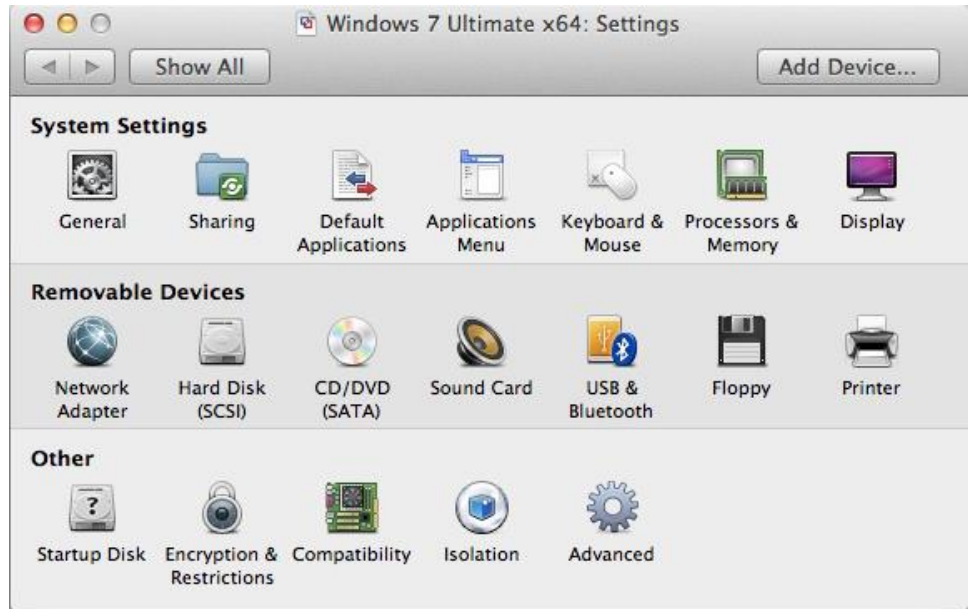 Windows 7 Ultimate x64: Settings
Show All
Add Device...
System Settings
General
Sharing
Default
Applications
Applications
Menu
Keyboard &
Mouse
Processors &
Memory
Display
Removable Devices
Network
Adapter
Hard Disk
(SCSI)
CD/DVD
(SATA)
Sound Card
USB &
Bluetooth
Floppy
Printer
Other
Startup Disk
Encryption &
Restrictions
Compatibility
Isolation
Advanced